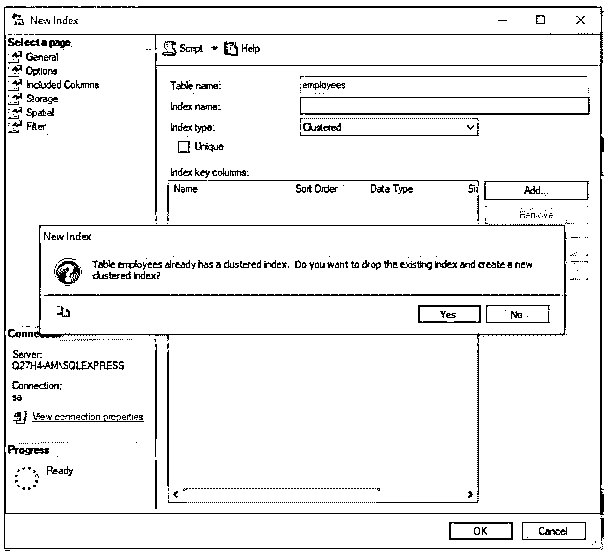 New Index
Select a page
General
Options
Included Columns
Storage
Spatial
Filter
Script Help
Table name: employees
Index name:
Index type: Clustered
Unique
Index key columns:
Name Sort Order Data Type
Add...
Remove
New Index
Table employees already has a clustered index. Do you want to drop the existing index and create a new
clustered index?
Yes No
Server:
Q27H4-AM\SQLEXPRESS
Connection:
sa
View connection properties
Progress
Ready
OK Cancel